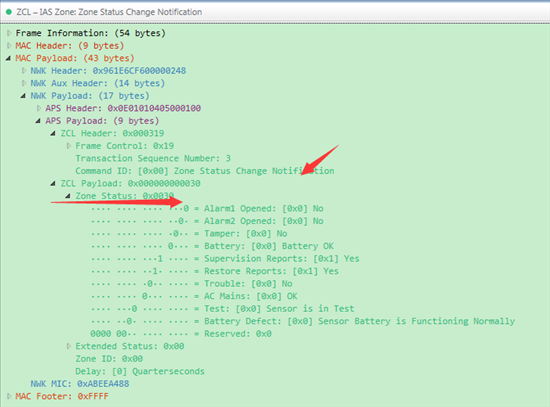 ZCL – IAS Zone: Zone Status Change Notification
Frame Information: (54 bytes)
MAC Header: (9 bytes)
MAC Payload: (43 bytes)
NWK Header: 0x961E6CF600000248
NWK Aux Header: (14 bytes)
NWK Payload: (17 bytes)
APS Header: 0x0E01010405000100
APS Payload: (9 bytes)
ZCL Header: 0x000319
Frame Control: 0x19
Transaction Sequence Number: 3
Command ID: [0x00] Zone Status Change Notification
ZCL Payload: 0x000000000030
Zone Status: 0x0030
.... .... .... ...0 = Alarm1 Opened: [0x0] No
.... .... .... ..0. = Alarm2 Opened: [0x0] No
.... .... .... .0.. = Tamper: [0x0] No
.... .... .... 0... = Battery: [0x0] Battery OK
.... .... ...1 .... = Supervision Reports: [0x1] Yes
.... .... ..1. .... = Restore Reports: [0x1] Yes
.... .... .0.. .... = Trouble: [0x0] No
.... .... 0... .... = AC Mains: [0x0] OK
.... ...0 .... .... = Test: [0x0] Sensor is in Test
.... ..0. .... .... = Battery Defect: [0x0] Sensor Battery is Functioning Normally
0000 00.. .... .... = Reserved: 0x0
Extended Status: 0x00
Zone ID: 0x00
Delay: [0] Quarterseconds
NWK MIC: 0xABEEA488
MAC Footer: 0xFFFF